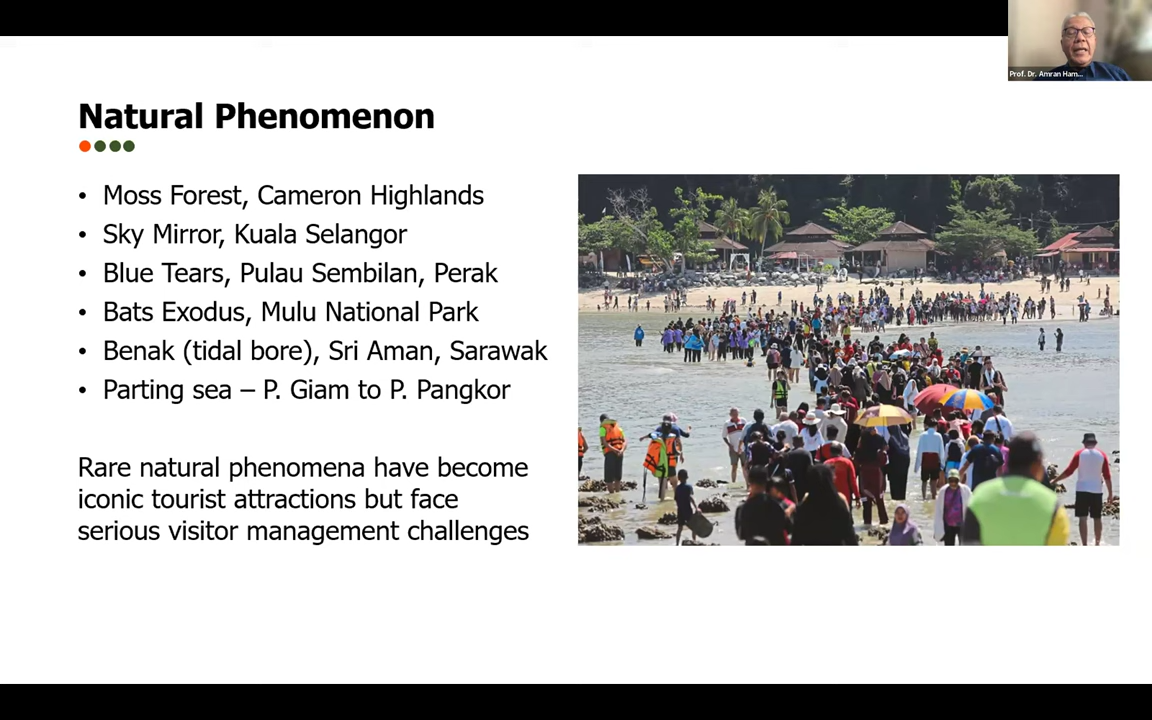 Prof. Dr. Amran Ham...
Natural Phenomenon
• Moss Forest, Cameron Highlands
• Sky Mirror, Kuala Selangor
• Blue Tears, Pulau Sembilan, Perak
• Bats Exodus, Mulu National Park
• Benak (tidal bore), Sri Aman, Sarawak
• Parting sea – P. Giam to P. Pangkor
Rare natural phenomena have become
iconic tourist attractions but face
serious visitor management challenges